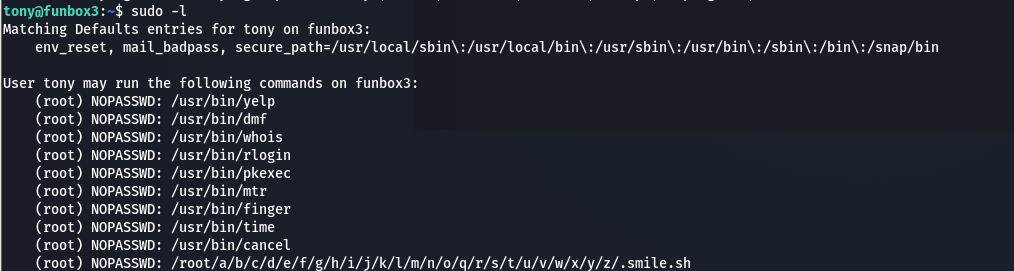 tony@funbox3:~$ sudo -l
Matching Defaults entries for tony on funbox3:
    env_reset, mail_badpass, secure_path=/usr/local/sbin\:/usr/local/bin\:/usr/sbin\:/usr/bin\:/sbin\:/bin\:/snap/bin

User tony may run the following commands on funbox3:
    (root) NOPASSWD: /usr/bin/yelp
    (root) NOPASSWD: /usr/bin/dmf
    (root) NOPASSWD: /usr/bin/whois
    (root) NOPASSWD: /usr/bin/rlogin
    (root) NOPASSWD: /usr/bin/pkexec
    (root) NOPASSWD: /usr/bin/mtr
    (root) NOPASSWD: /usr/bin/finger
    (root) NOPASSWD: /usr/bin/time
    (root) NOPASSWD: /usr/bin/cancel
    (root) NOPASSWD: /root/a/b/c/d/e/f/g/h/i/j/k/l/m/n/o/q/r/s/t/u/v/w/x/y/z/.smile.sh